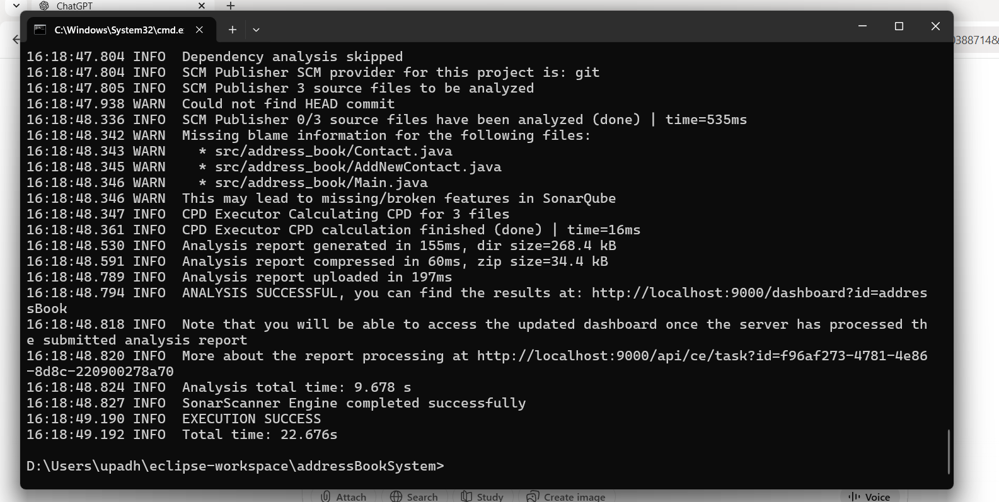 ChatGPT
C:\Windows\System32\cmd.e
03887148
16:18:47.804 INFO  Dependency analysis skipped
16:18:47.804 INFO  SCM Publisher SCM provider for this project is: git
16:18:47.805 INFO  SCM Publisher 3 source files to be analyzed
16:18:47.938 WARN  Could not find HEAD commit
16:18:48.336 INFO  SCM Publisher 0/3 source files have been analyzed (done) | time=535ms
16:18:48.342 WARN  Missing blame information for the following files:
16:18:48.343 WARN    * src/address_book/Contact.java
16:18:48.345 WARN    * src/address_book/AddNewContact.java
16:18:48.346 WARN    * src/address_book/Main.java
16:18:48.346 WARN  This may lead to missing/broken features in SonarQube
16:18:48.347 INFO  CPD Executor Calculating CPD for 3 files
16:18:48.361 INFO  CPD Executor CPD calculation finished (done) | time=16ms
16:18:48.530 INFO  Analysis report generated in 155ms, dir size=268.4 kB
16:18:48.591 INFO  Analysis report compressed in 60ms, zip size=34.4 kB
16:18:48.789 INFO  Analysis report uploaded in 197ms
16:18:48.794 INFO  ANALYSIS SUCCESSFUL, you can find the results at: http://localhost:9000/dashboard?id=addres
sBook
16:18:48.818 INFO  Note that you will be able to access the updated dashboard once the server has processed th
e submitted analysis report
16:18:48.820 INFO  More about the report processing at http://localhost:9000/api/ce/task?id=f96af273-4781-4e86
-8d8c-220900278a70
16:18:48.824 INFO  Analysis total time: 9.678 s
16:18:48.827 INFO  SonarScanner Engine completed successfully
16:18:49.190 INFO  EXECUTION SUCCESS
16:18:49.192 INFO  Total time: 22.676s
D:\Users\upadh\eclipse-workspace\addressBookSystem>
Attach
Search
Study
Create image
Voice